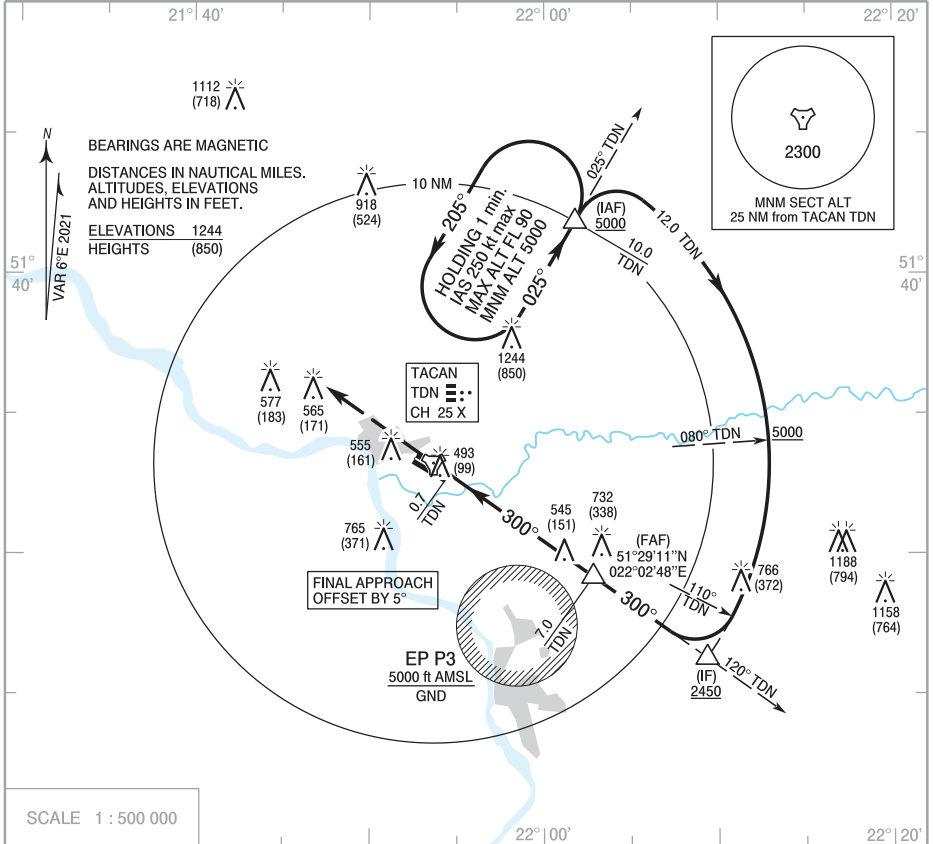 21° 40'
22° 00'
22° 20'
1112
(718)
N
VAR 6°E 2021
BEARINGS ARE MAGNETIC
DISTANCES IN NAUTICAL MILES.
ALTITUDES, ELEVATIONS
AND HEIGHTS IN FEET.
ELEVATIONS 1244
HEIGHTS (850)
918
(524)
10 NM
205°
HOLDING 1 min.
IAS 250 kt max
MAX ALT FL 90
MNM ALT 5000
025°
025° TDN
(IAF)
5000
12.0 TDN
10.0
TDN
2300
MNM SECT ALT
25 NM from TACAN TDN
51°
40'
51°
40'
1244
(850)
TACAN
TDN
CH 25 X
577
(183)
565
(171)
555
(161)
493
(99)
0.7
TDN
080° TDN
5000
765
(371)
300°
545
(151)
732
(338)
(FAF)
51°29'11"N
022°02'48"E
766
(372)
1188
(794)
1158
(764)
110°
TDN
300°
FINAL APPROACH
OFFSET BY 5°
7.0
TDN
EP P3
5000 ft AMSL
GND
(IF)
2450
120° TDN
SCALE 1 : 500 000
22° 00'
22° 20'